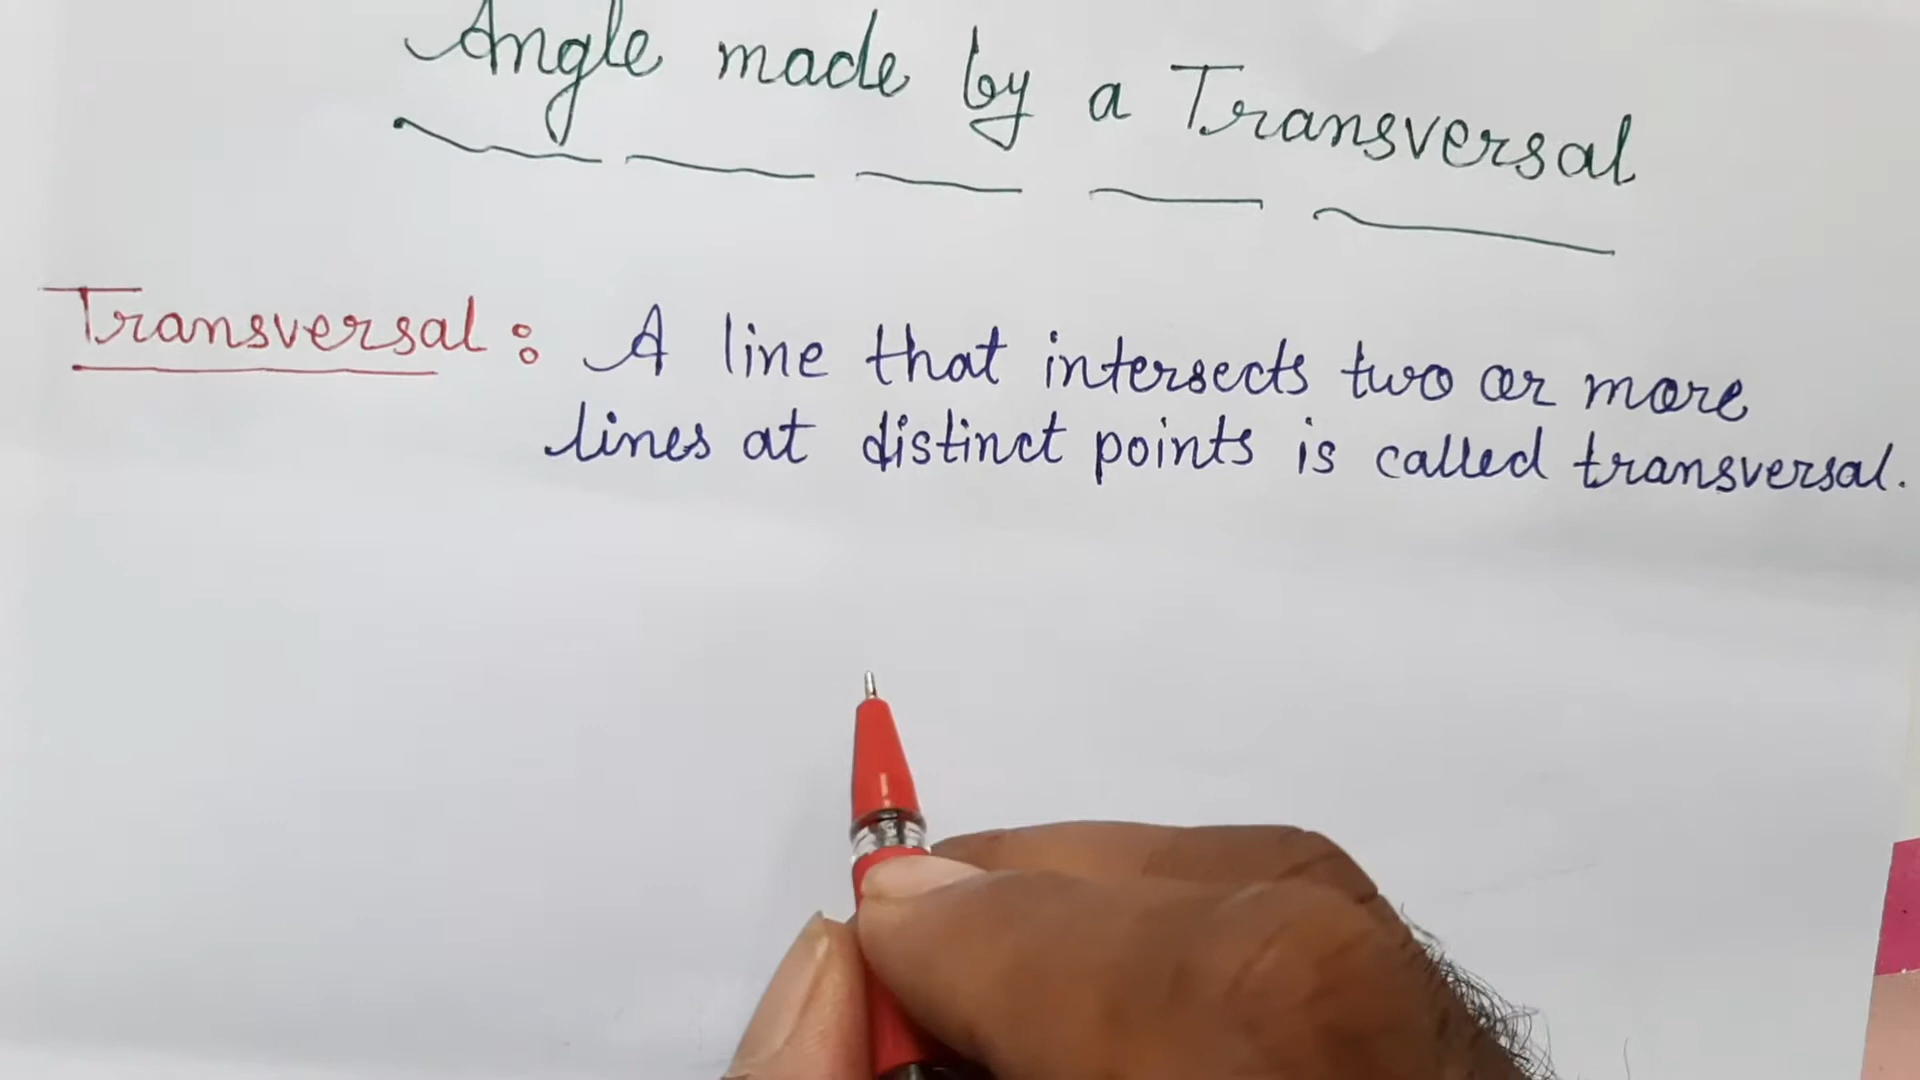 Angle made by a Transversal
Transversal : A line that intersects two or more
lines at distinct points is called transversal.